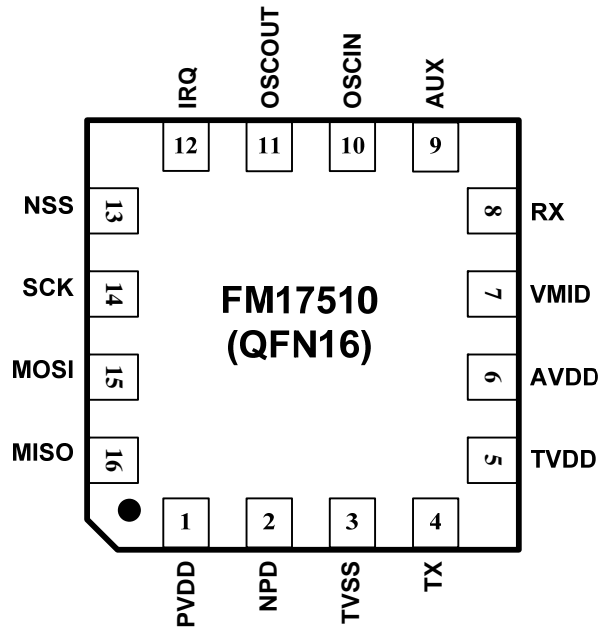 IRQ
OSCOUT
OSCIN
AUX
12
11
10
9
NSS
13
8
RX
SCK
14
7
VMID
FM17510
(QFN16)
MOSI
15
6
AVDD
MISO
16
5
TVDD
1
2
3
4
PVDD
NPD
TVSS
TX